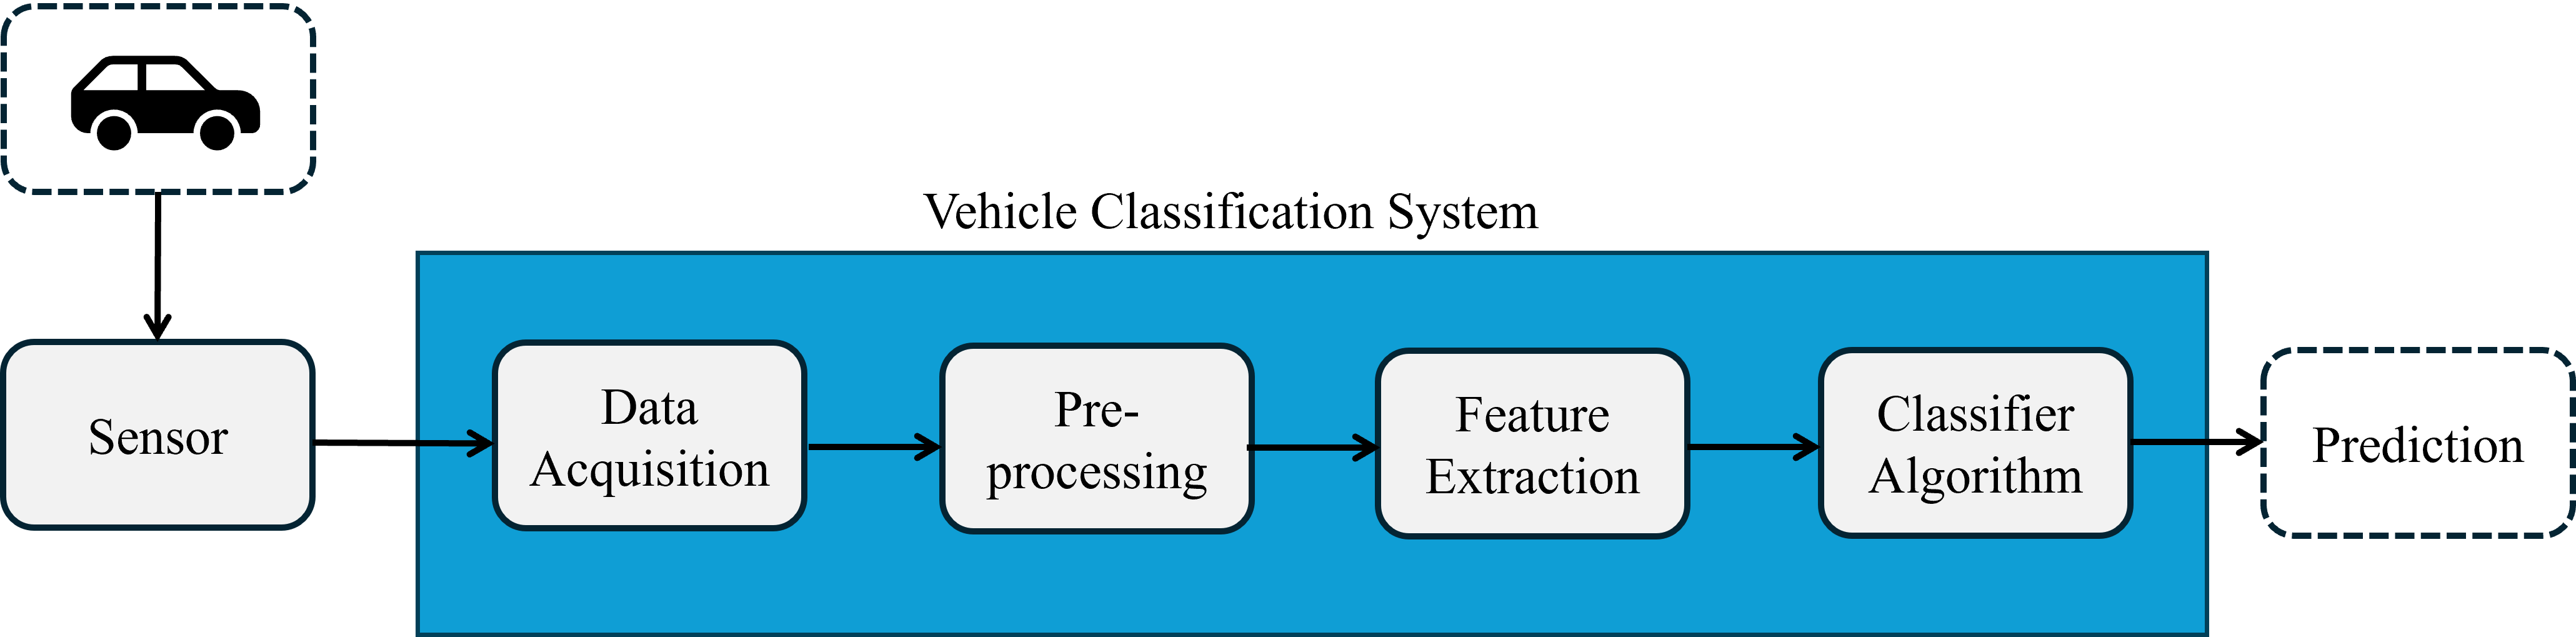 Vehicle Classification System
Sensor
Data
Acquisition
Pre-
processing
Feature
Extraction
Classifier
Algorithm
Prediction